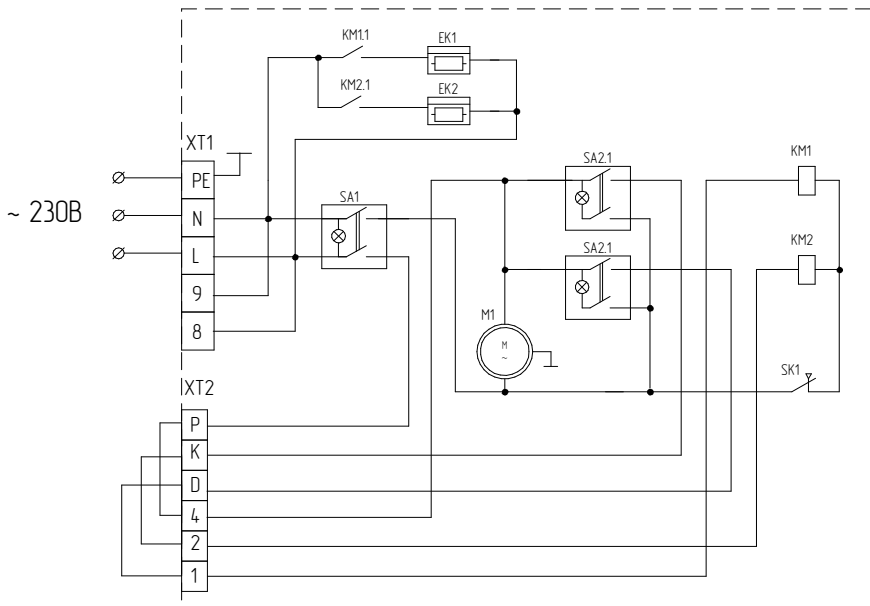 KM1.1
EK1
KM2.1
EK2
XT1
PE
N
L
9
8
~ 230В
SA1
SA2.1
SA2.1
M1
M
~
KM1
KM2
SK1
XT2
P
K
D
4
2
1